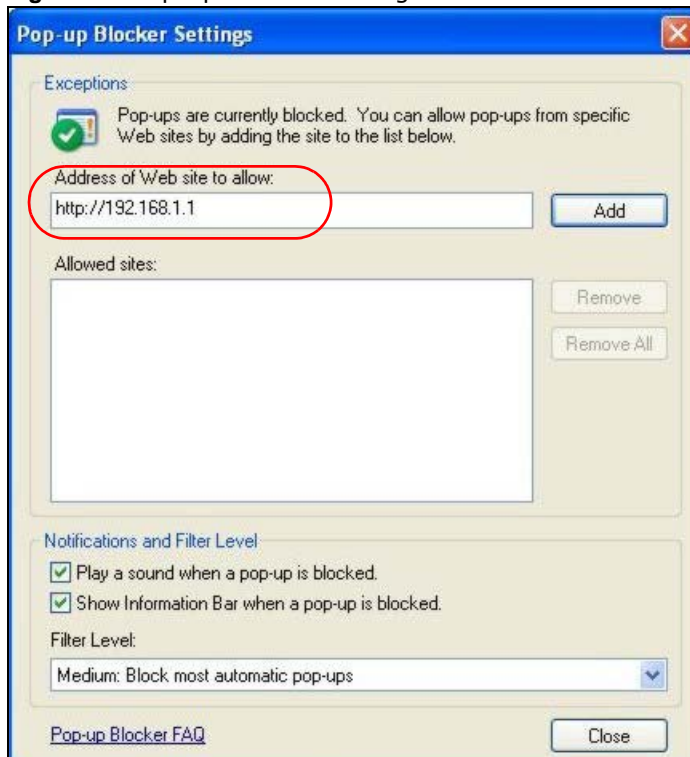 Pop-up Blocker Settings
Exceptions
Pop-ups are currently blocked. You can allow pop-ups from specific
Web sites by adding the site to the list below.
Address of Web site to allow:
http://192.168.1.1
Add
Allowed sites:
Remove
Remove All
Notifications and Filter Level
Play a sound when a pop-up is blocked.
Show Information Bar when a pop-up is blocked.
Filter Level:
Medium: Block most automatic pop-ups
Pop-up Blocker FAQ
Close